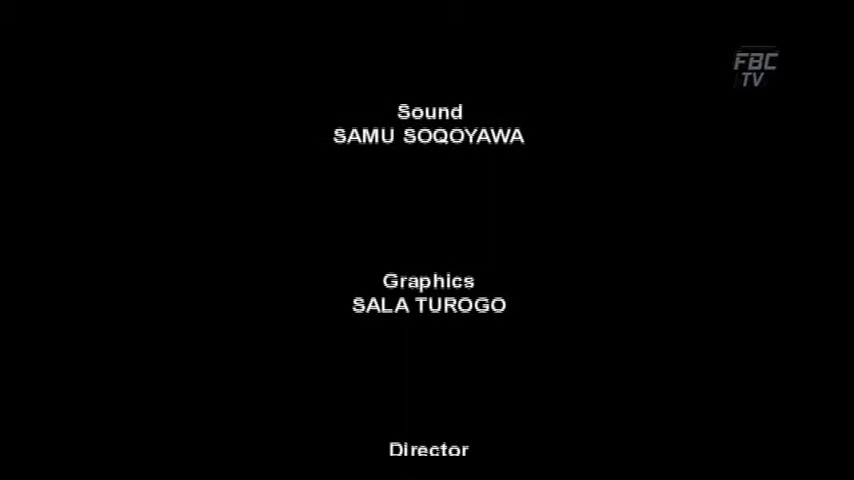 FBC
TV
Sound
SAMU SOQOYAWA
Graphics
SALA TUROGO
Director